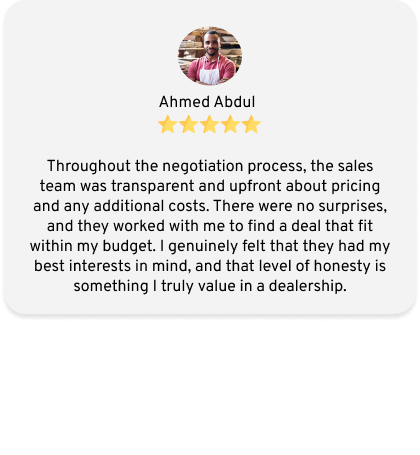 Ahmed Abdul
Throughout the negotiation process, the sales
team was transparent and upfront about pricing
and any additional costs. There were no surprises,
and they worked with me to find a deal that fit
within my budget. I genuinely felt that they had my
best interests in mind, and that level of honesty is
something I truly value in a dealership.